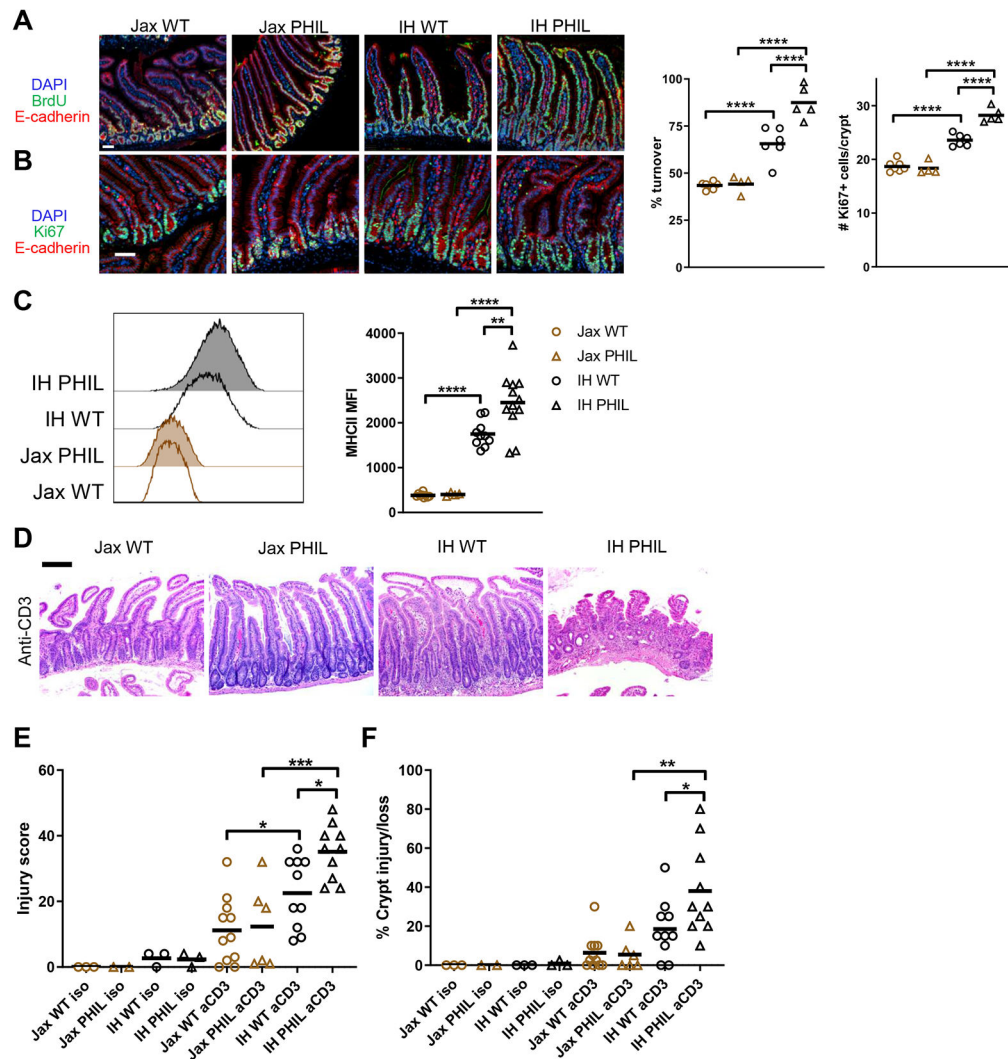 A
Jax WT
Jax PHIL
IH WT
IH PHIL
DAPI
BrdU
E-cadherin
% turnover
100
75
50
25
0
****
****
****
# Ki67+ cells/crypt
30
20
10
0
****
****
****
B
DAPI
Ki67
E-cadherin
C
IH PHIL
IH WT
Jax PHIL
Jax WT
MHCII MFI
4000
3000
2000
1000
0
****
**
****
Jax WT
Jax PHIL
IH WT
IH PHIL
D
Jax WT
Jax PHIL
IH WT
IH PHIL
Anti-CD3
E
Injury score
60
40
20
0
***
*
*
Jax WT iso
Jax PHIL iso
IH WT iso
IH PHIL iso
Jax WT aCD3
Jax PHIL aCD3
IH WT aCD3
IH PHIL aCD3
F
% Crypt injury/loss
100
80
60
40
20
0
**
*
Jax WT iso
Jax PHIL iso
IH WT iso
IH PHIL iso
Jax WT aCD3
Jax PHIL aCD3
IH WT aCD3
IH PHIL aCD3